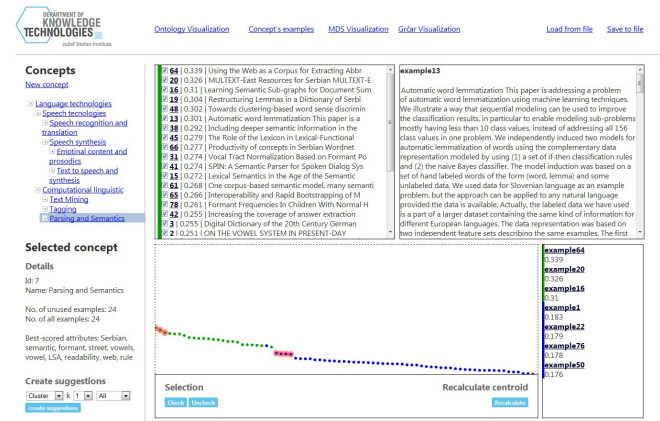 DEPARTMENT OF
KNOWLEDGE
TECHNOLOGIES
Jožef Stefan Institute
Ontology Visualization
Concept's examples
MDS Visualization
Grčar Visualization
Load from file
Save to file
Concepts
New concept
Language technologies
Speech tecnologies
Speech recognition and
translation
Speech synthesis
Emotional content and
prosodics
Text to speech and
synthesis
Computational linguistic
Text Mining
Tagging
Parsing and Semantics
Selected concept
Details
Id: 7
Name: Parsing and Semantics
No. of unused examples: 24
No. of all examples: 24
Best-scored attributes: Serbian,
semantic, formant, street, vowels,
vowel, LSA, readability, web, rule
Create suggestions
Cluster k 1 All
create suggestions
64 | 0.339 | Using the Web as a Corpus for Extracting Abbr
20 | 0.326 | MULTEXT-East Resources for Serbian MULTEXT-E
16 | 0.31 | Learning Semantic Sub-graphs for Document Sum
19 | 0.304 | Restructuring Lemmas in a Dictionary of Serbi
48 | 0.302 | Towards clustering-based word sense discrimin
13 | 0.301 | Automatic word lemmatization This paper is a
38 | 0.292 | Including deeper semantic information in the
45 | 0.279 | The Role of the Lexicon in Lexical-Functional
66 | 0.277 | Productivity of concepts in Serbian Wordnet
31 | 0.274 | Vocal Tract Normalization Based on Formant Po
41 | 0.274 | SPIN: A Semantic Parser for Spoken Dialog Sys
15 | 0.272 | Lexical Semantics in the Age of the Semantic
61 | 0.268 | One corpus-based semantic model, many semanti
65 | 0.266 | Interoperability and Rapid Bootstrapping of M
78 | 0.261 | Formant Frequencies In Children With Normal H
42 | 0.255 | Increasing the coverage of answer extraction
3 | 0.255 | Digital Dictionary of the 20th Century German
2 | 0.251 | ON THE VOWEL SYSTEM IN PRESENT-DAY
example13
Automatic word lemmatization This paper is addressing a problem
of automatic word lemmatization using machine learning techniques.
We illustrate a way that sequential modeling can be used to improve
the classification results, in particular to enable modeling sub-problems
mostly having less than 10 class values, instead of addressing all 156
class values in one problem. We independently induced two models for
automatic lemmatization of words using the complementary data
representation modeled by using (1) a set of if-then classification rules
and (2) the naive Bayes classifier. The model induction was based on a
set of hand labeled words of the form (word, lemma) and some
unlabeled data. We used data for Slovenian language as an example
problem, but the approach can be applied to any natural language
provided the data is available. Actually, the labeled data we have used
is a part of a larger dataset containing the same kind of information for
different European languages. The data representation was based on
two independent feature sets describing the same examples. The first
example64
0.339
example20
0.326
example16
0.31
example1
0.183
example22
0.179
example76
0.178
example50
0.176
Selection
Check
Uncheck
Recalculate centroid
Recalculate